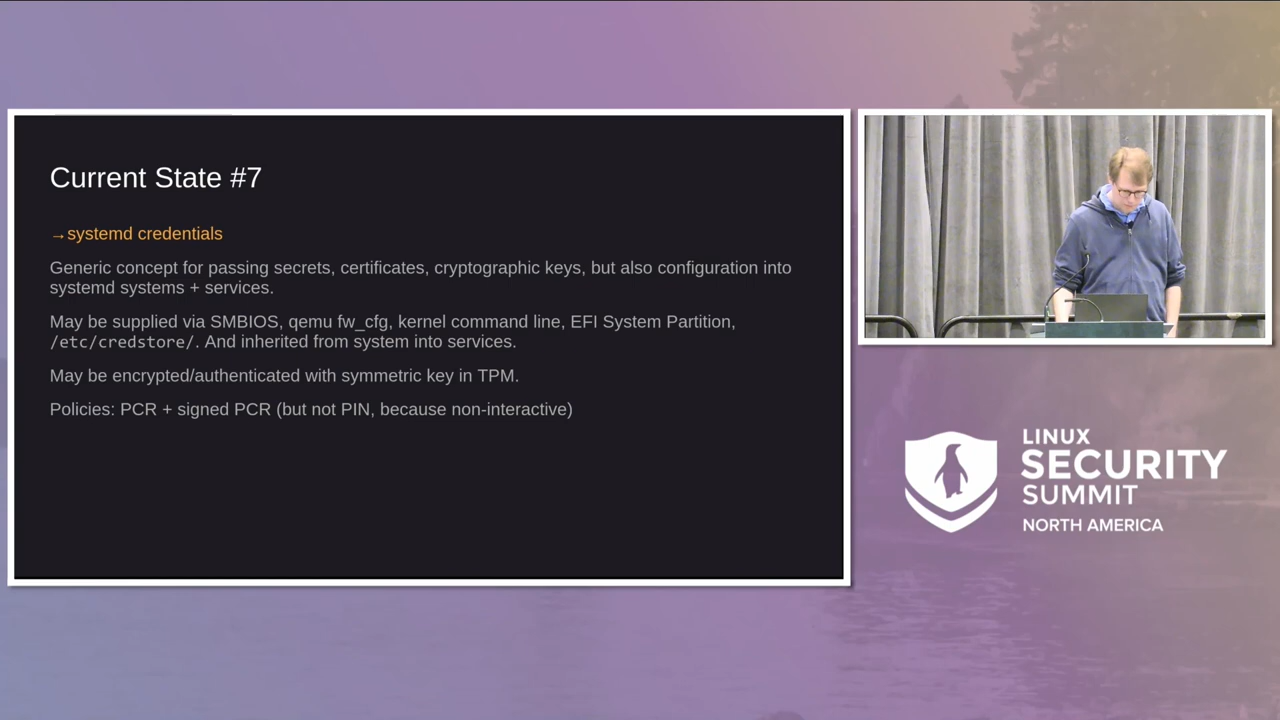 Current State #7
→systemd credentials
Generic concept for passing secrets, certificates, cryptographic keys, but also configuration into
systemd systems + services.
May be supplied via SMBIOS, qemu fw_cfg, kernel command line, EFI System Partition,
/etc/credstore/. And inherited from system into services.
May be encrypted/authenticated with symmetric key in TPM.
Policies: PCR + signed PCR (but not PIN, because non-interactive)
LINUX
SECURITY
SUMMIT
NORTH AMERICA